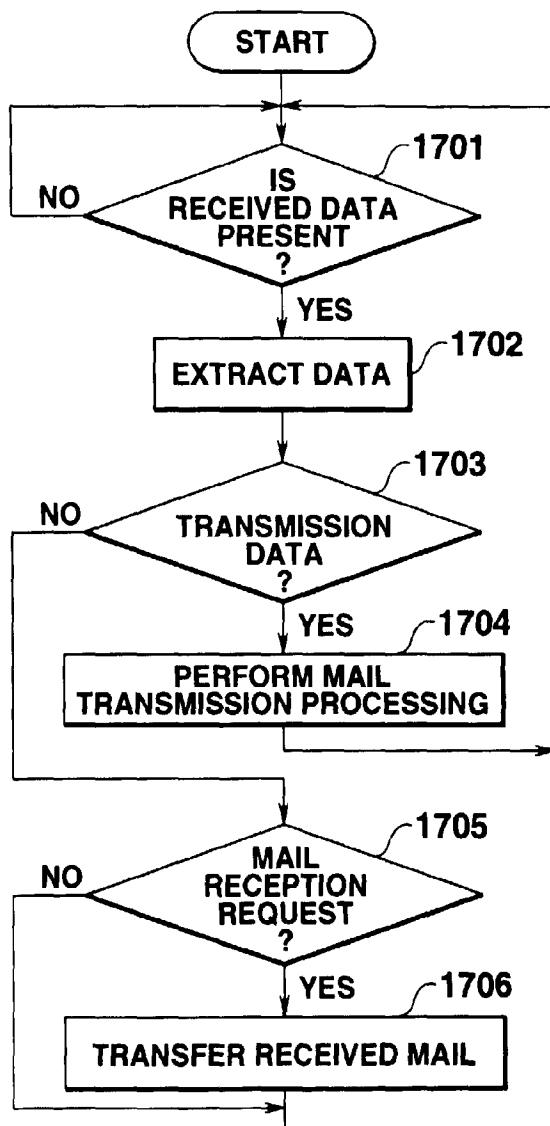 START
1701
IS
RECEIVED DATA
PRESENT
?
NO
YES
1702
EXTRACT DATA
1703
NO
TRANSMISSION
DATA
?
YES
1704
PERFORM MAIL
TRANSMISSION PROCESSING
1705
NO
MAIL
RECEPTION
REQUEST
?
YES
1706
TRANSFER RECEIVED MAIL